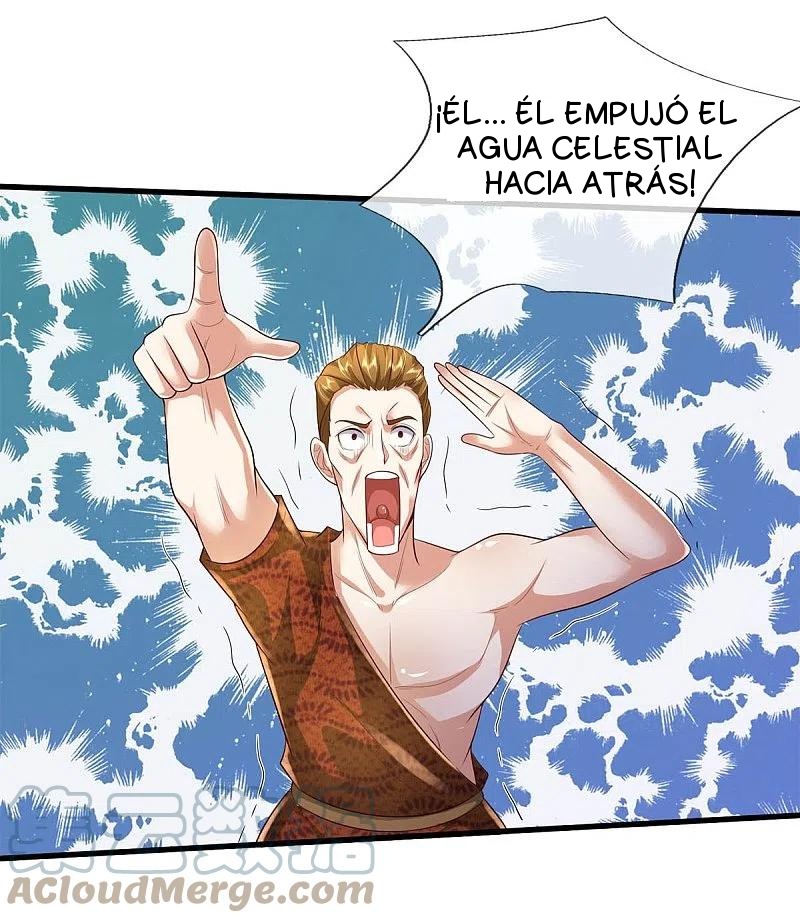 ¡ÉL... ÉL EMPUJÓ EL
AGUA CELESTIAL
HACIA ATRÁS!
ACloudMerge.com